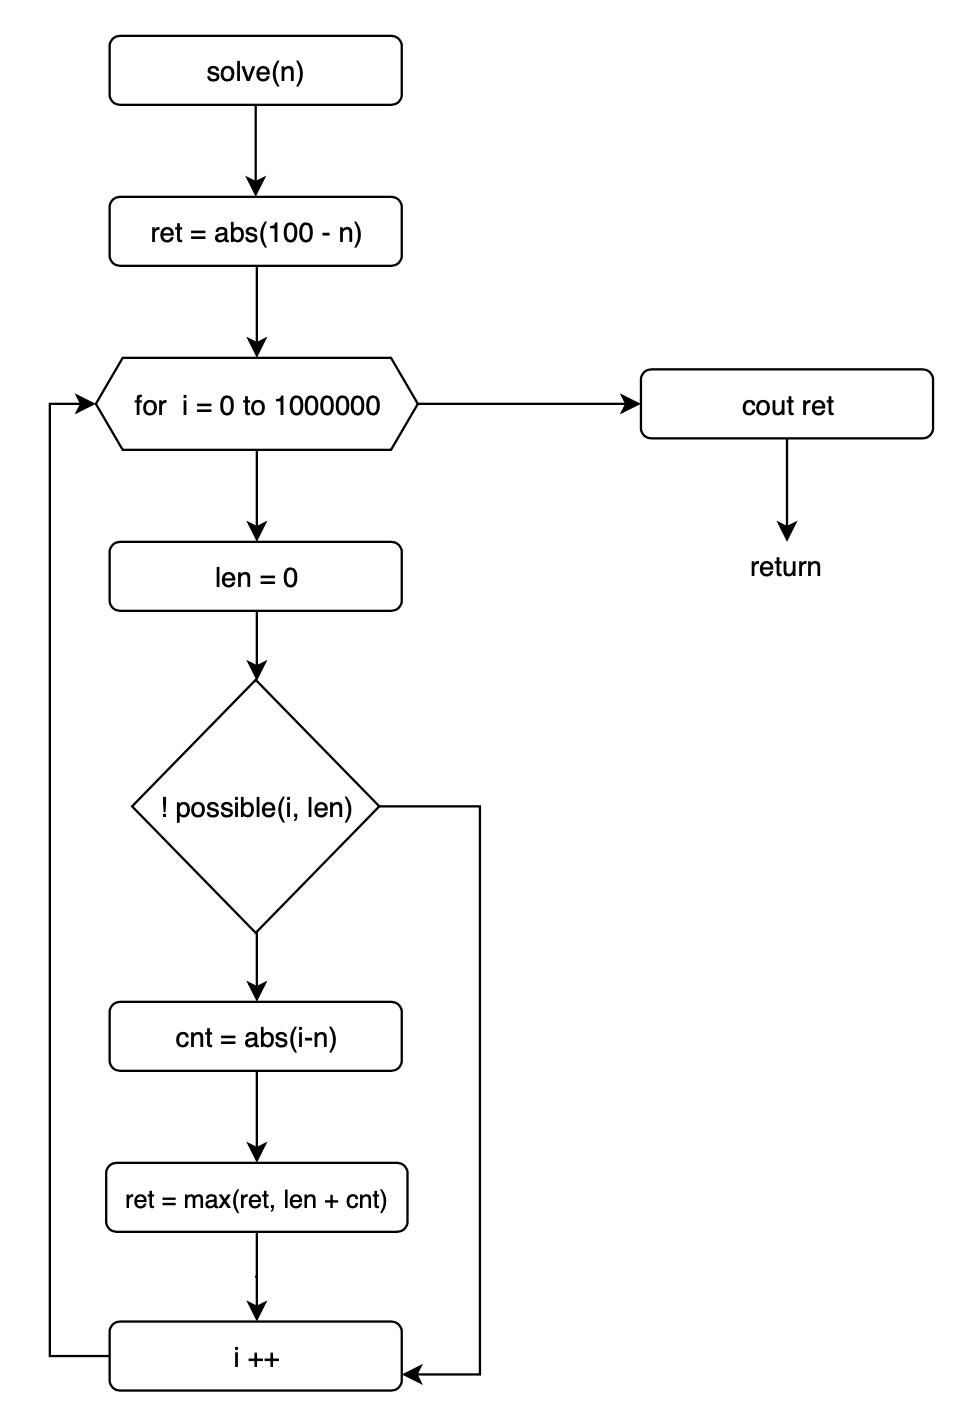 solve(n)
ret = abs(100 - n)
for i = 0 to 1000000
cout ret
return
len = 0
! possible(i, len)
cnt = abs(i-n)
ret = max(ret, len + cnt)
i ++